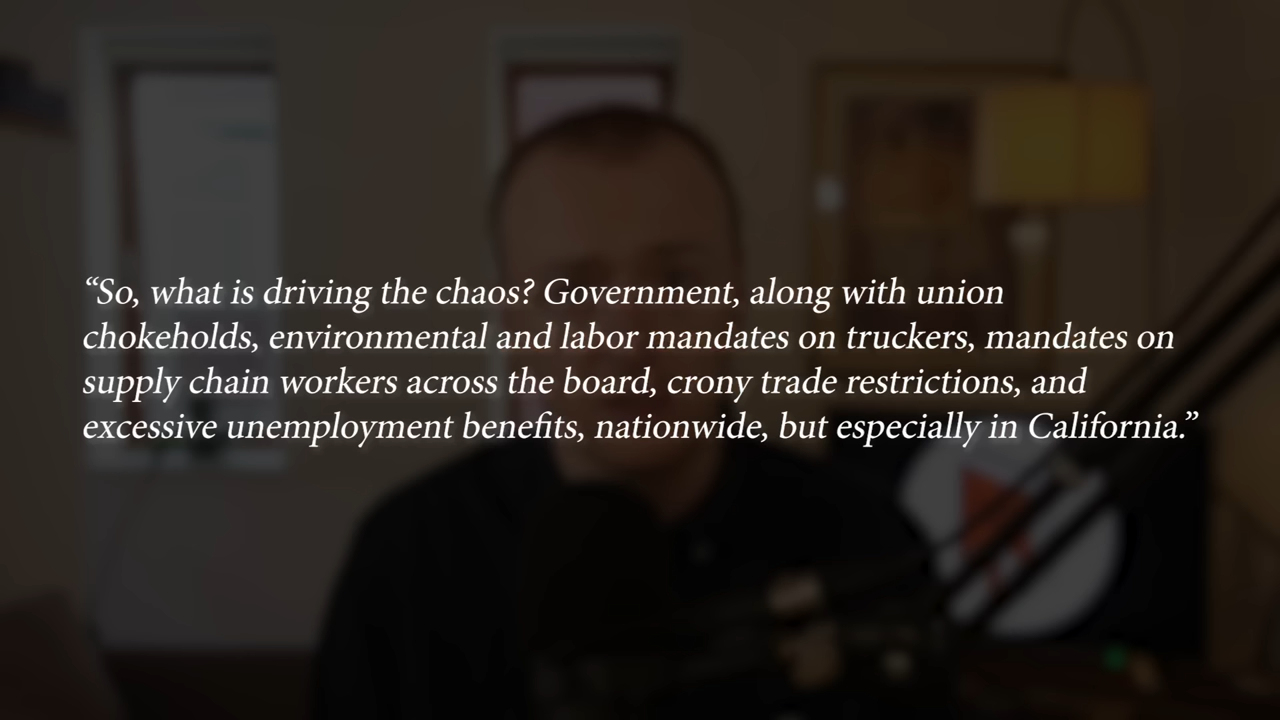 “So, what is driving the chaos? Government, along with union
chokeholds, environmental and labor mandates on truckers, mandates on
supply chain workers across the board, crony trade restrictions, and
excessive unemployment benefits, nationwide, but especially in California.”